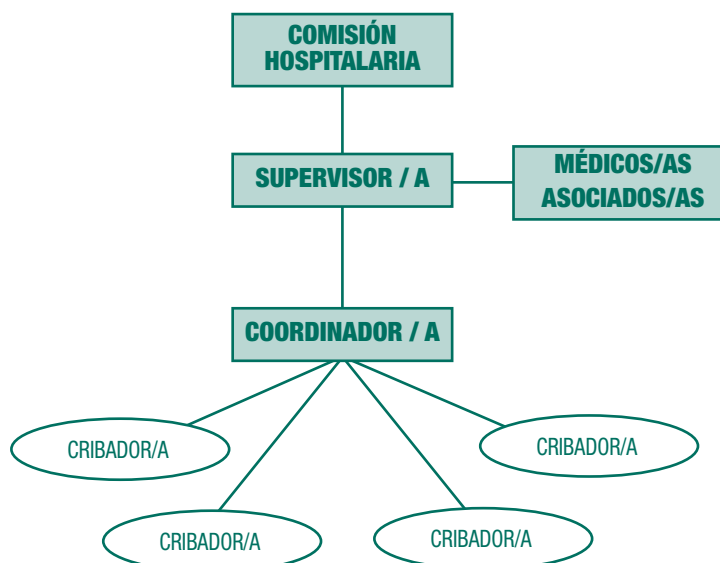 COMISIÓN
HOSPITALARIA
SUPERVISOR / A
MÉDICOS/AS
ASOCIADOS/AS
COORDINADOR / A
CRIBADOR/A
CRIBADOR/A
CRIBADOR/A
CRIBADOR/A